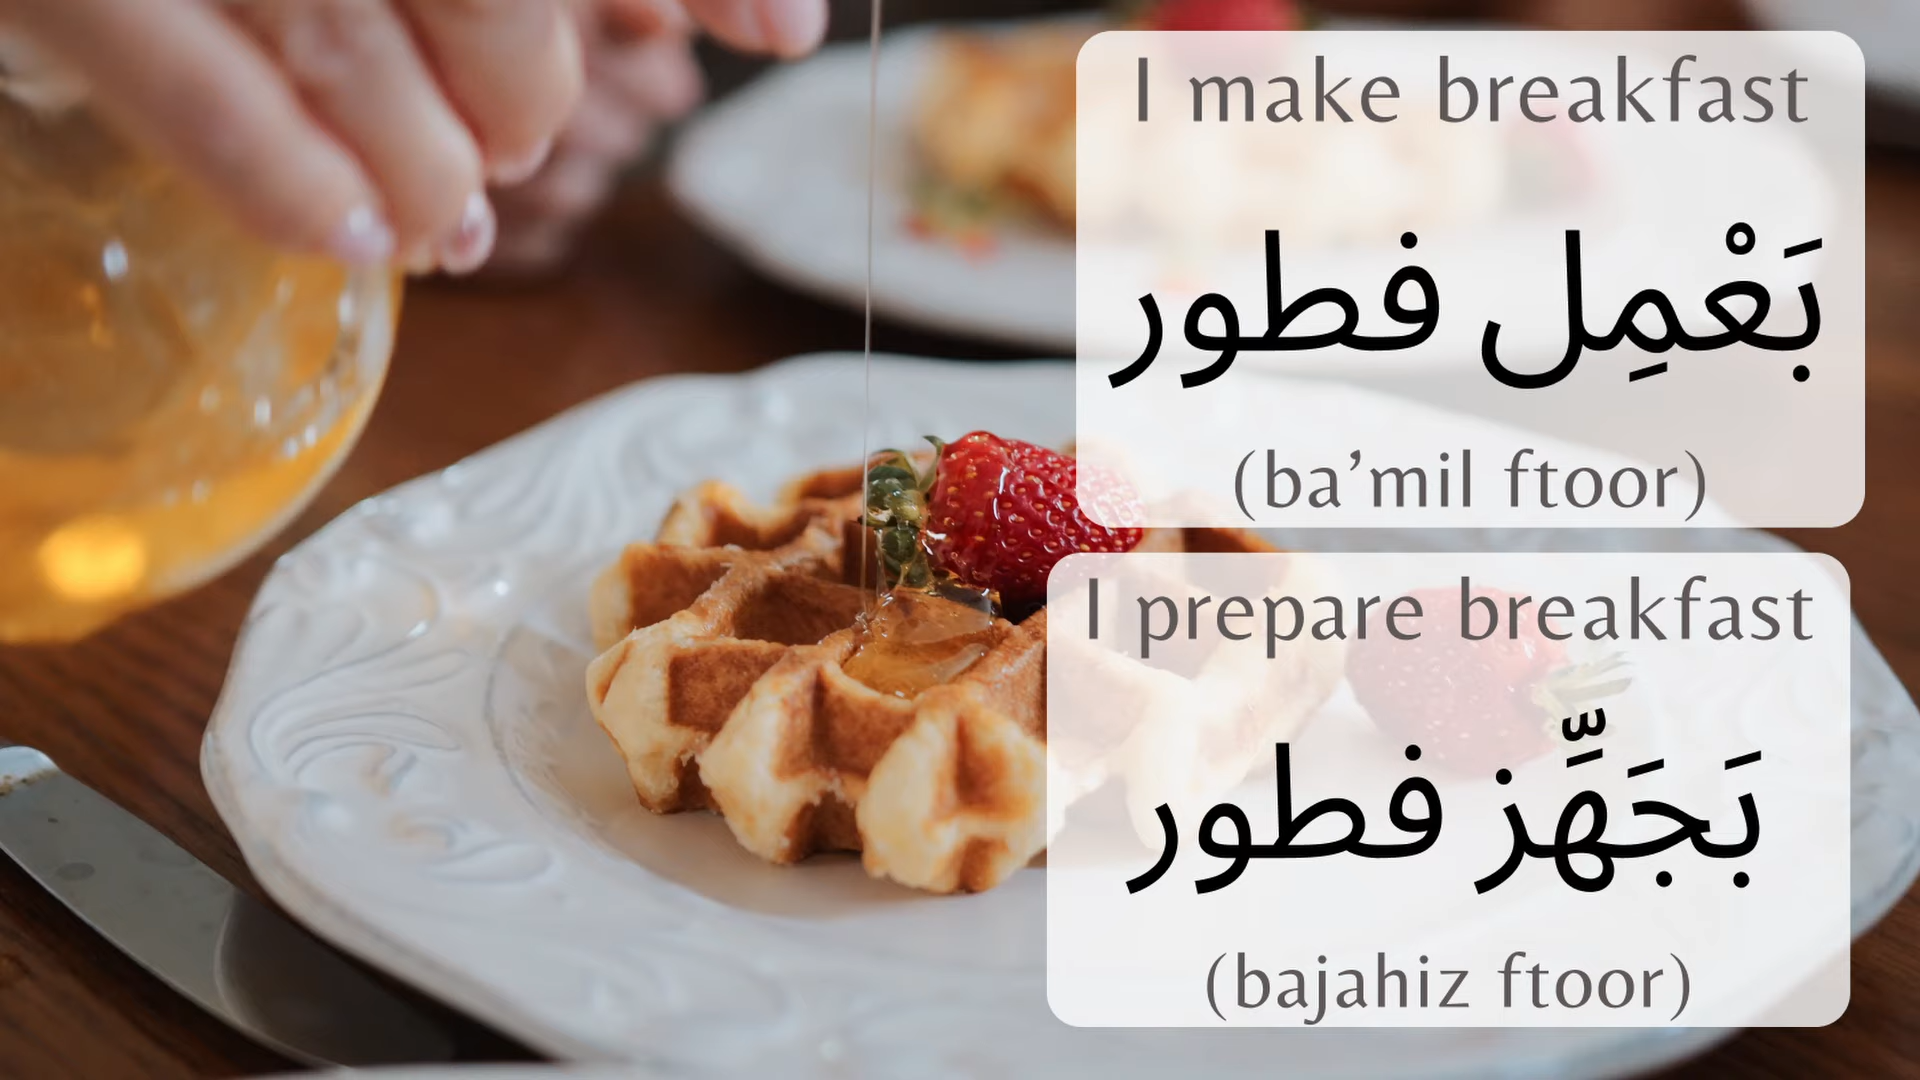 I make breakfast
بَعْمِل فطور
(ba’mil ftoor)
I prepare breakfast
بَجَهِّز فطور
(bajahiz ftoor)